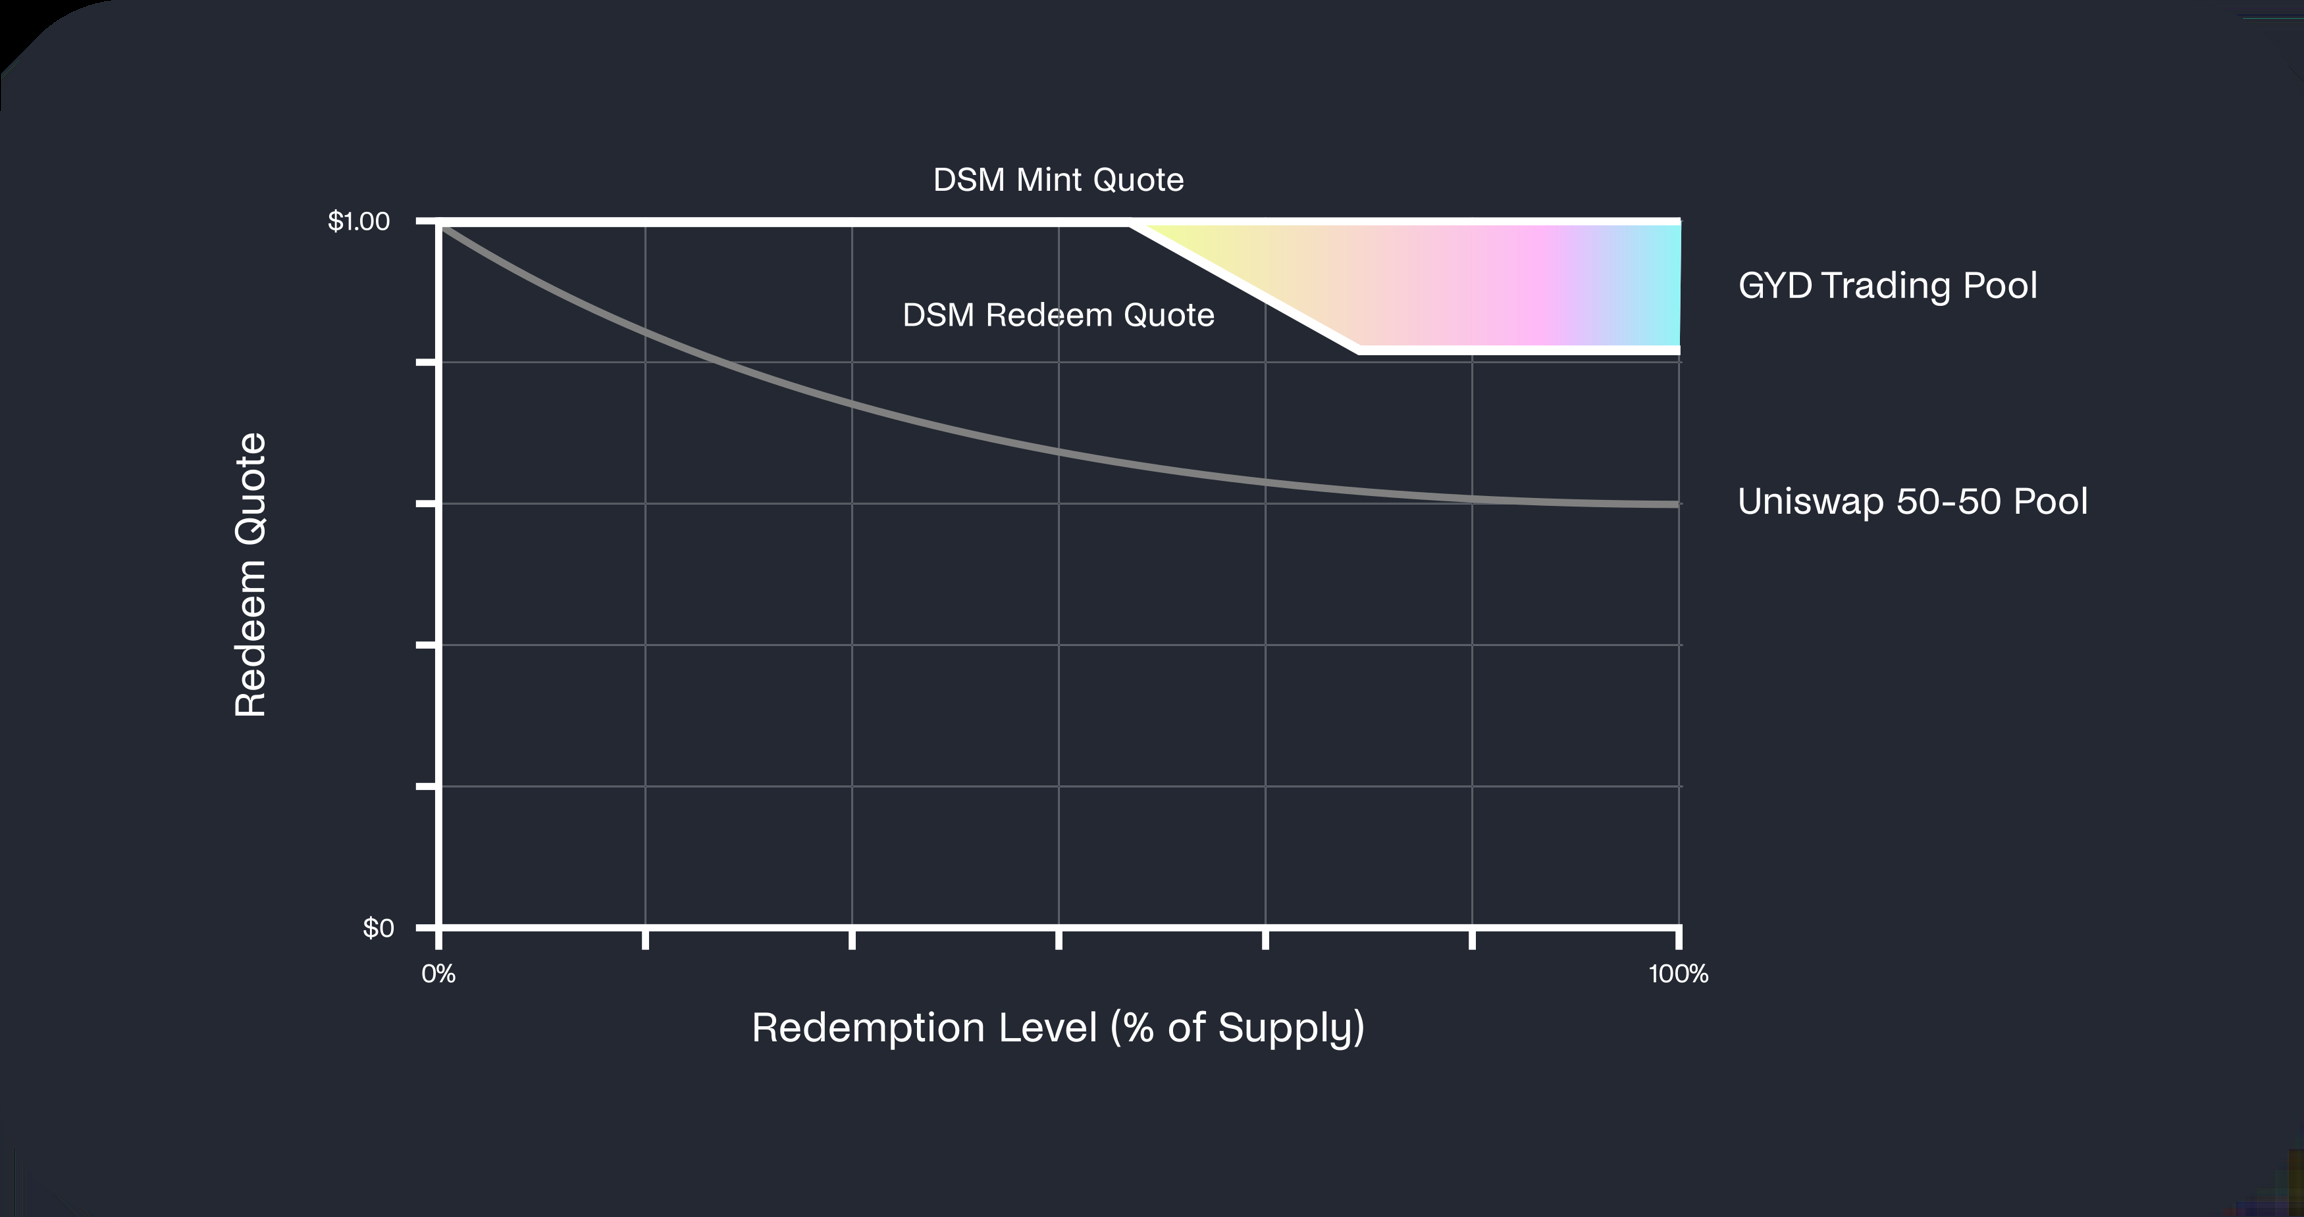 DSM Mint Quote
$1.00
GYD Trading Pool
DSM Redeem Quote
Redeem Quote
Uniswap 50-50 Pool
$0
0%
100%
Redemption Level (% of Supply)